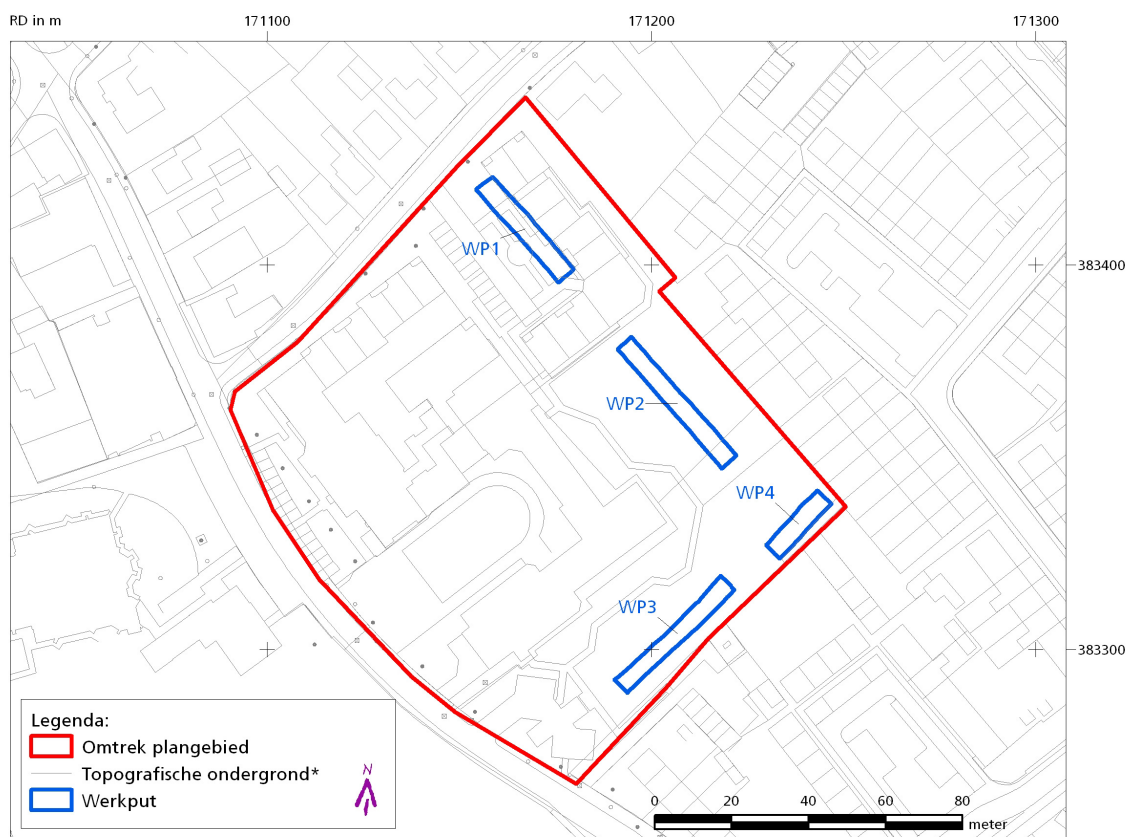 RD in m 171100 171200 171300
WP1
383400
WP2
WP4
WP3
383300
Legenda:
Omtrek plangebied
Topografische ondergrond*
Werkput
N
0 20 40 60 80
meter